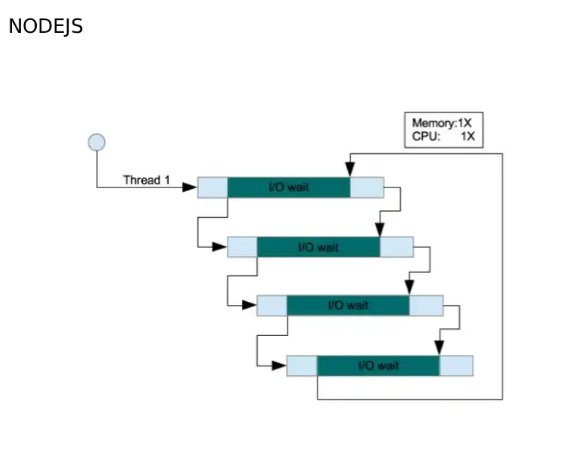 NODEJS
Memory:1X
CPU: 1X
Thread 1
I/O wait
I/O wait
I/O wait
I/O wait